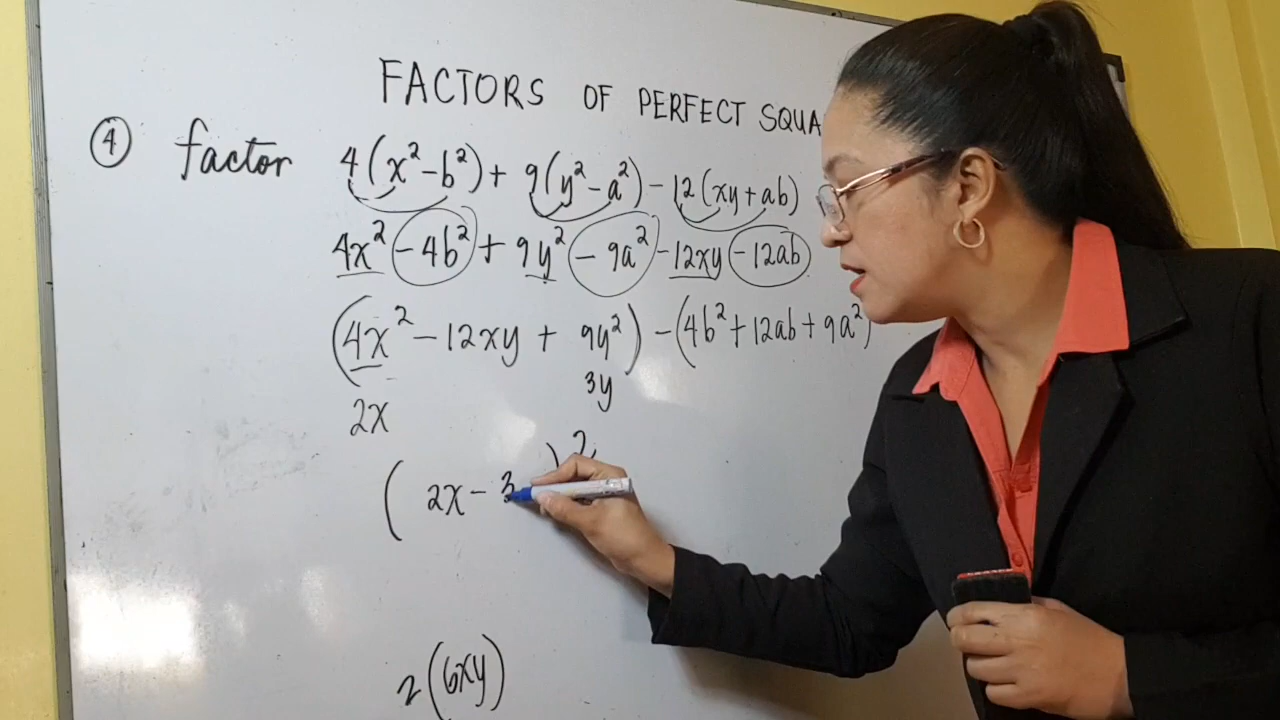 FACTORS OF PERFECT SQUA
④ factor 4(x²-b²)+9(y²-a²)-12(xy+ab)
4x²-4b²+9y²-9a²-12xy-12ab
(4x²-12xy+9y²)-(4b²+12ab+9a²)
2x 3y
(2x-3)²
2(6xy)